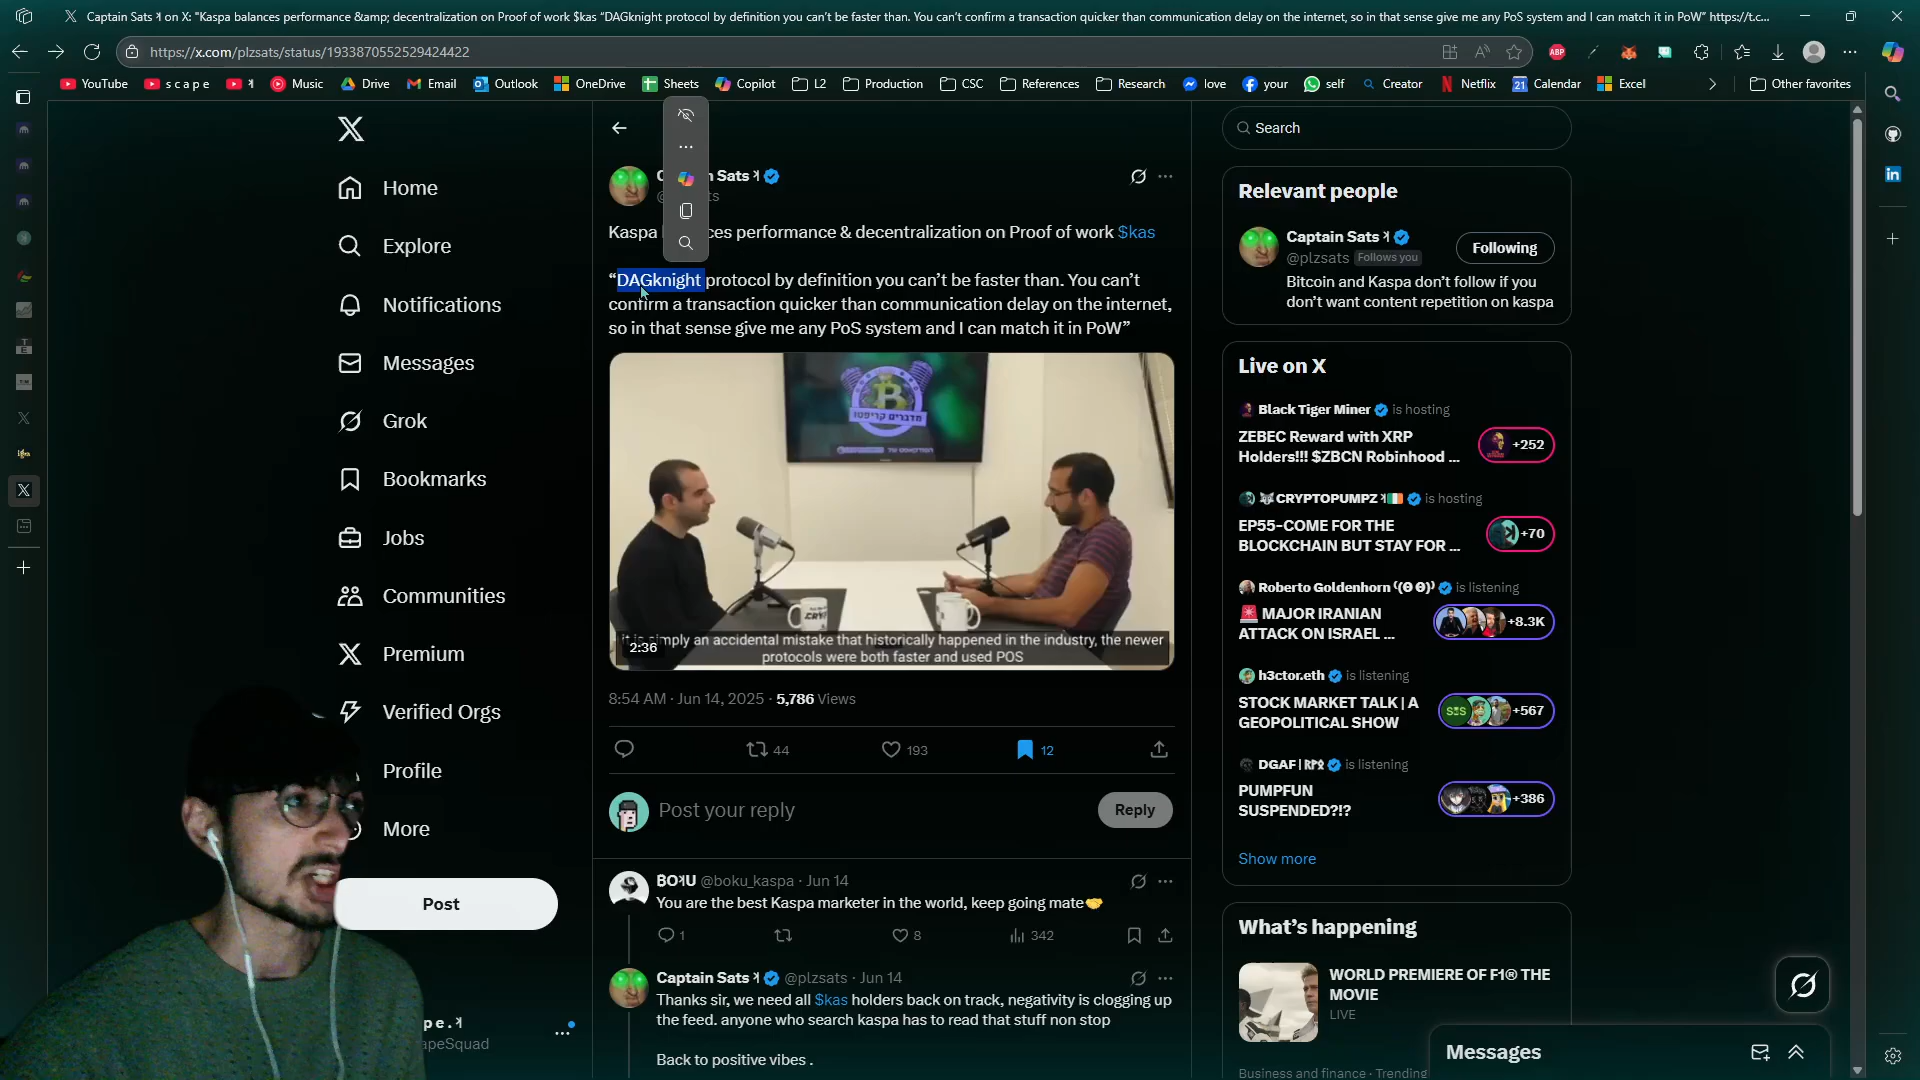 Captain Sats on X: "Kaspa balances performance &amp; decentralization on Proof of work $kas "DAGknight protocol by definition you can't be faster than. You can't confirm a transaction quicker than communication delay on the internet, so in that sense give me any PoS system and I can match it in PoW" https://t.c...
https://x.com/plzsats/status/1933870552529424422
ABP
YouTube
s c a p e
Music
Drive
Email
Outlook
OneDrive
Sheets
Copilot
L2
Production
CSC
References
Research
love
your
self
Creator
Netflix
21 Calendar
Excel
Other favorites
Home
Explore
Notifications
Messages
Grok
Bookmarks
Jobs
Communities
Premium
Verified Orgs
Profile
More
Post
pe.
apeSquad
n Sats
ts
Kaspa
ces performance & decentralization on Proof of work $kas
“DAGknight protocol by definition you can’t be faster than. You can’t
confirm a transaction quicker than communication delay on the internet,
so in that sense give me any PoS system and I can match it in PoW”
מדברים קריפטו
simply an accidental mistake that historically happened in the industry, the newer
protocols were both faster and used POS
2:36
8:54 AM · Jun 14, 2025 · 5,786 Views
44
193
12
Post your reply
Reply
@boku_kaspa · Jun 14
You are the best Kaspa marketer in the world, keep going mate🤝
1
8
342
Captain Sats @plzsats · Jun 14
Thanks sir, we need all $kas holders back on track, negativity is clogging up
the feed. anyone who search kaspa has to read that stuff non stop
Back to positive vibes .
Search
Relevant people
Captain Sats
@plzsats Follows you
Following
Bitcoin and Kaspa don’t follow if you
don’t want content repetition on kaspa
Live on X
Black Tiger Miner is hosting
ZEBEC Reward with XRP
Holders!!! $ZBCN Robinhood ...
+252
CRYPTOPUMPZ is hosting
EP55-COME FOR THE
BLOCKCHAIN BUT STAY FOR ...
+70
Roberto Goldenhorn is listening
🚨 MAJOR IRANIAN
ATTACK ON ISRAEL ...
+8.3K
h3ctor.eth is listening
STOCK MARKET TALK | A
GEOPOLITICAL SHOW
+567
DGAF | is listening
PUMPFUN
SUSPENDED?!?
+386
Show more
What’s happening
WORLD PREMIERE OF F1® THE
MOVIE
LIVE
Business and finance · Trending
Messages